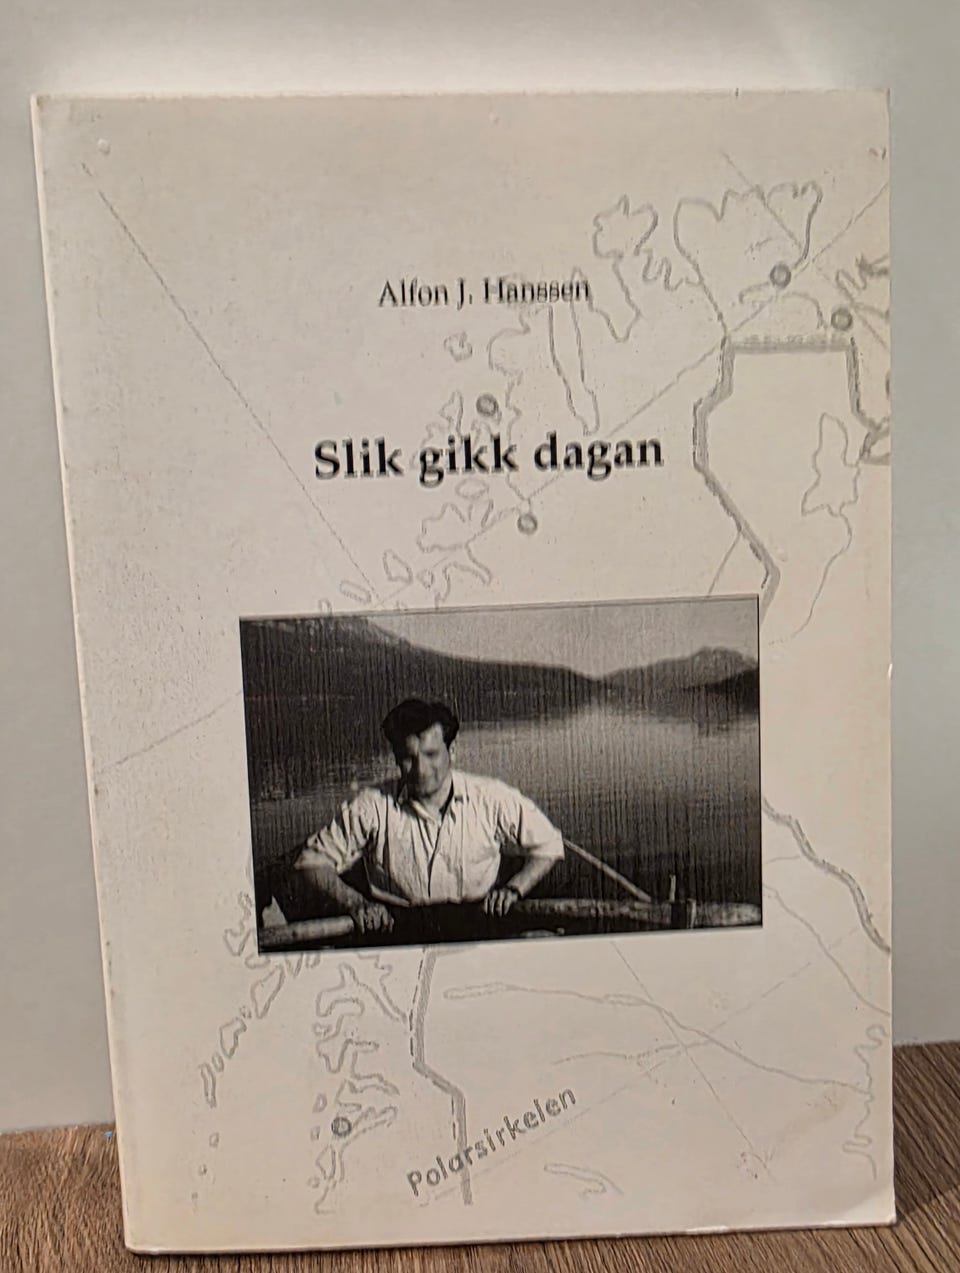 Alfon J. Hanssen
Slik gikk dagan
Polarsirkelen